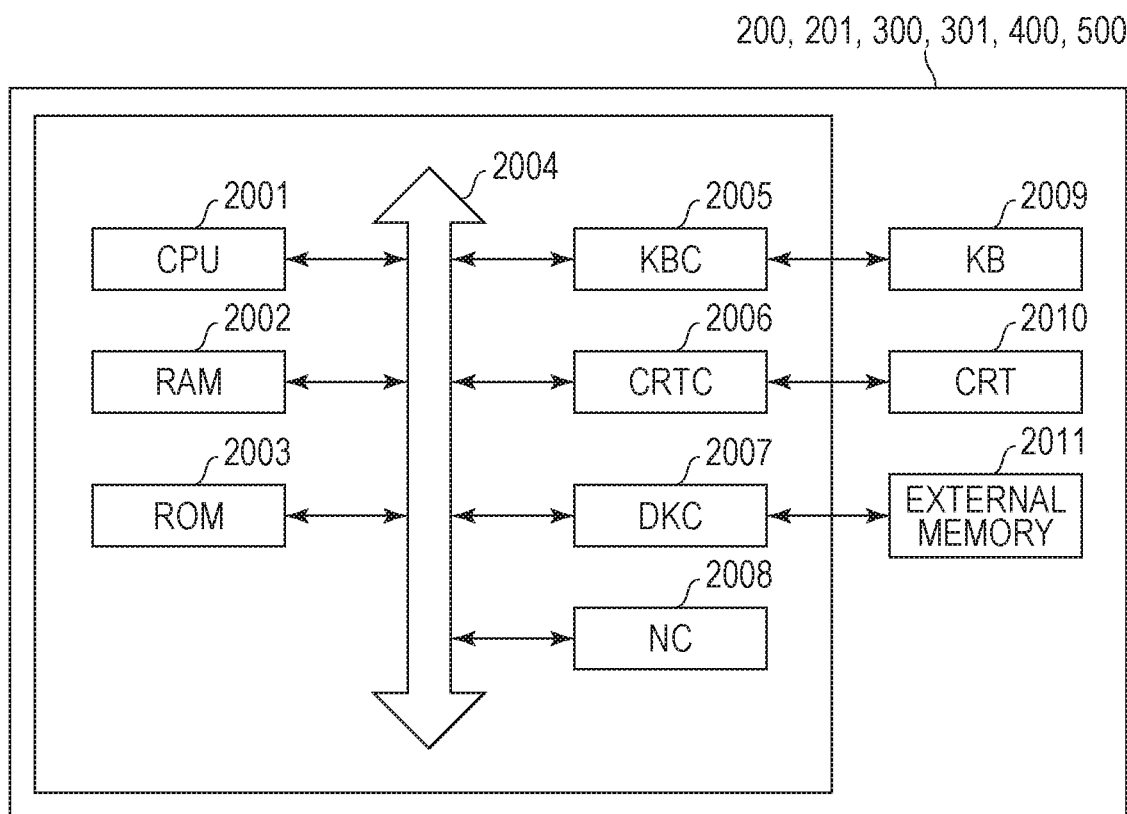 200, 201, 300, 301, 400, 500
2004
2001
CPU
2005
KBC
2009
KB
2002
RAM
2006
CRTC
2010
CRT
2003
ROM
2007
DKC
2011
EXTERNAL
MEMORY
2008
NC